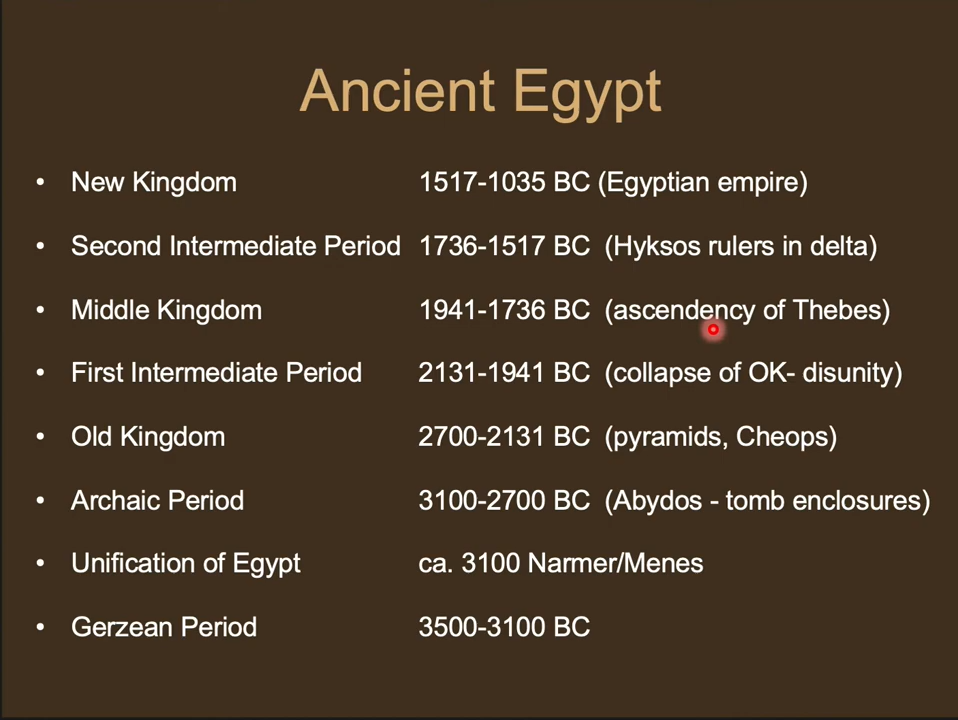 Ancient Egypt
• New Kingdom 1517-1035 BC (Egyptian empire)
• Second Intermediate Period 1736-1517 BC (Hyksos rulers in delta)
• Middle Kingdom 1941-1736 BC (ascendency of Thebes)
• First Intermediate Period 2131-1941 BC (collapse of OK- disunity)
• Old Kingdom 2700-2131 BC (pyramids, Cheops)
• Archaic Period 3100-2700 BC (Abydos - tomb enclosures)
• Unification of Egypt ca. 3100 Narmer/Menes
• Gerzean Period 3500-3100 BC